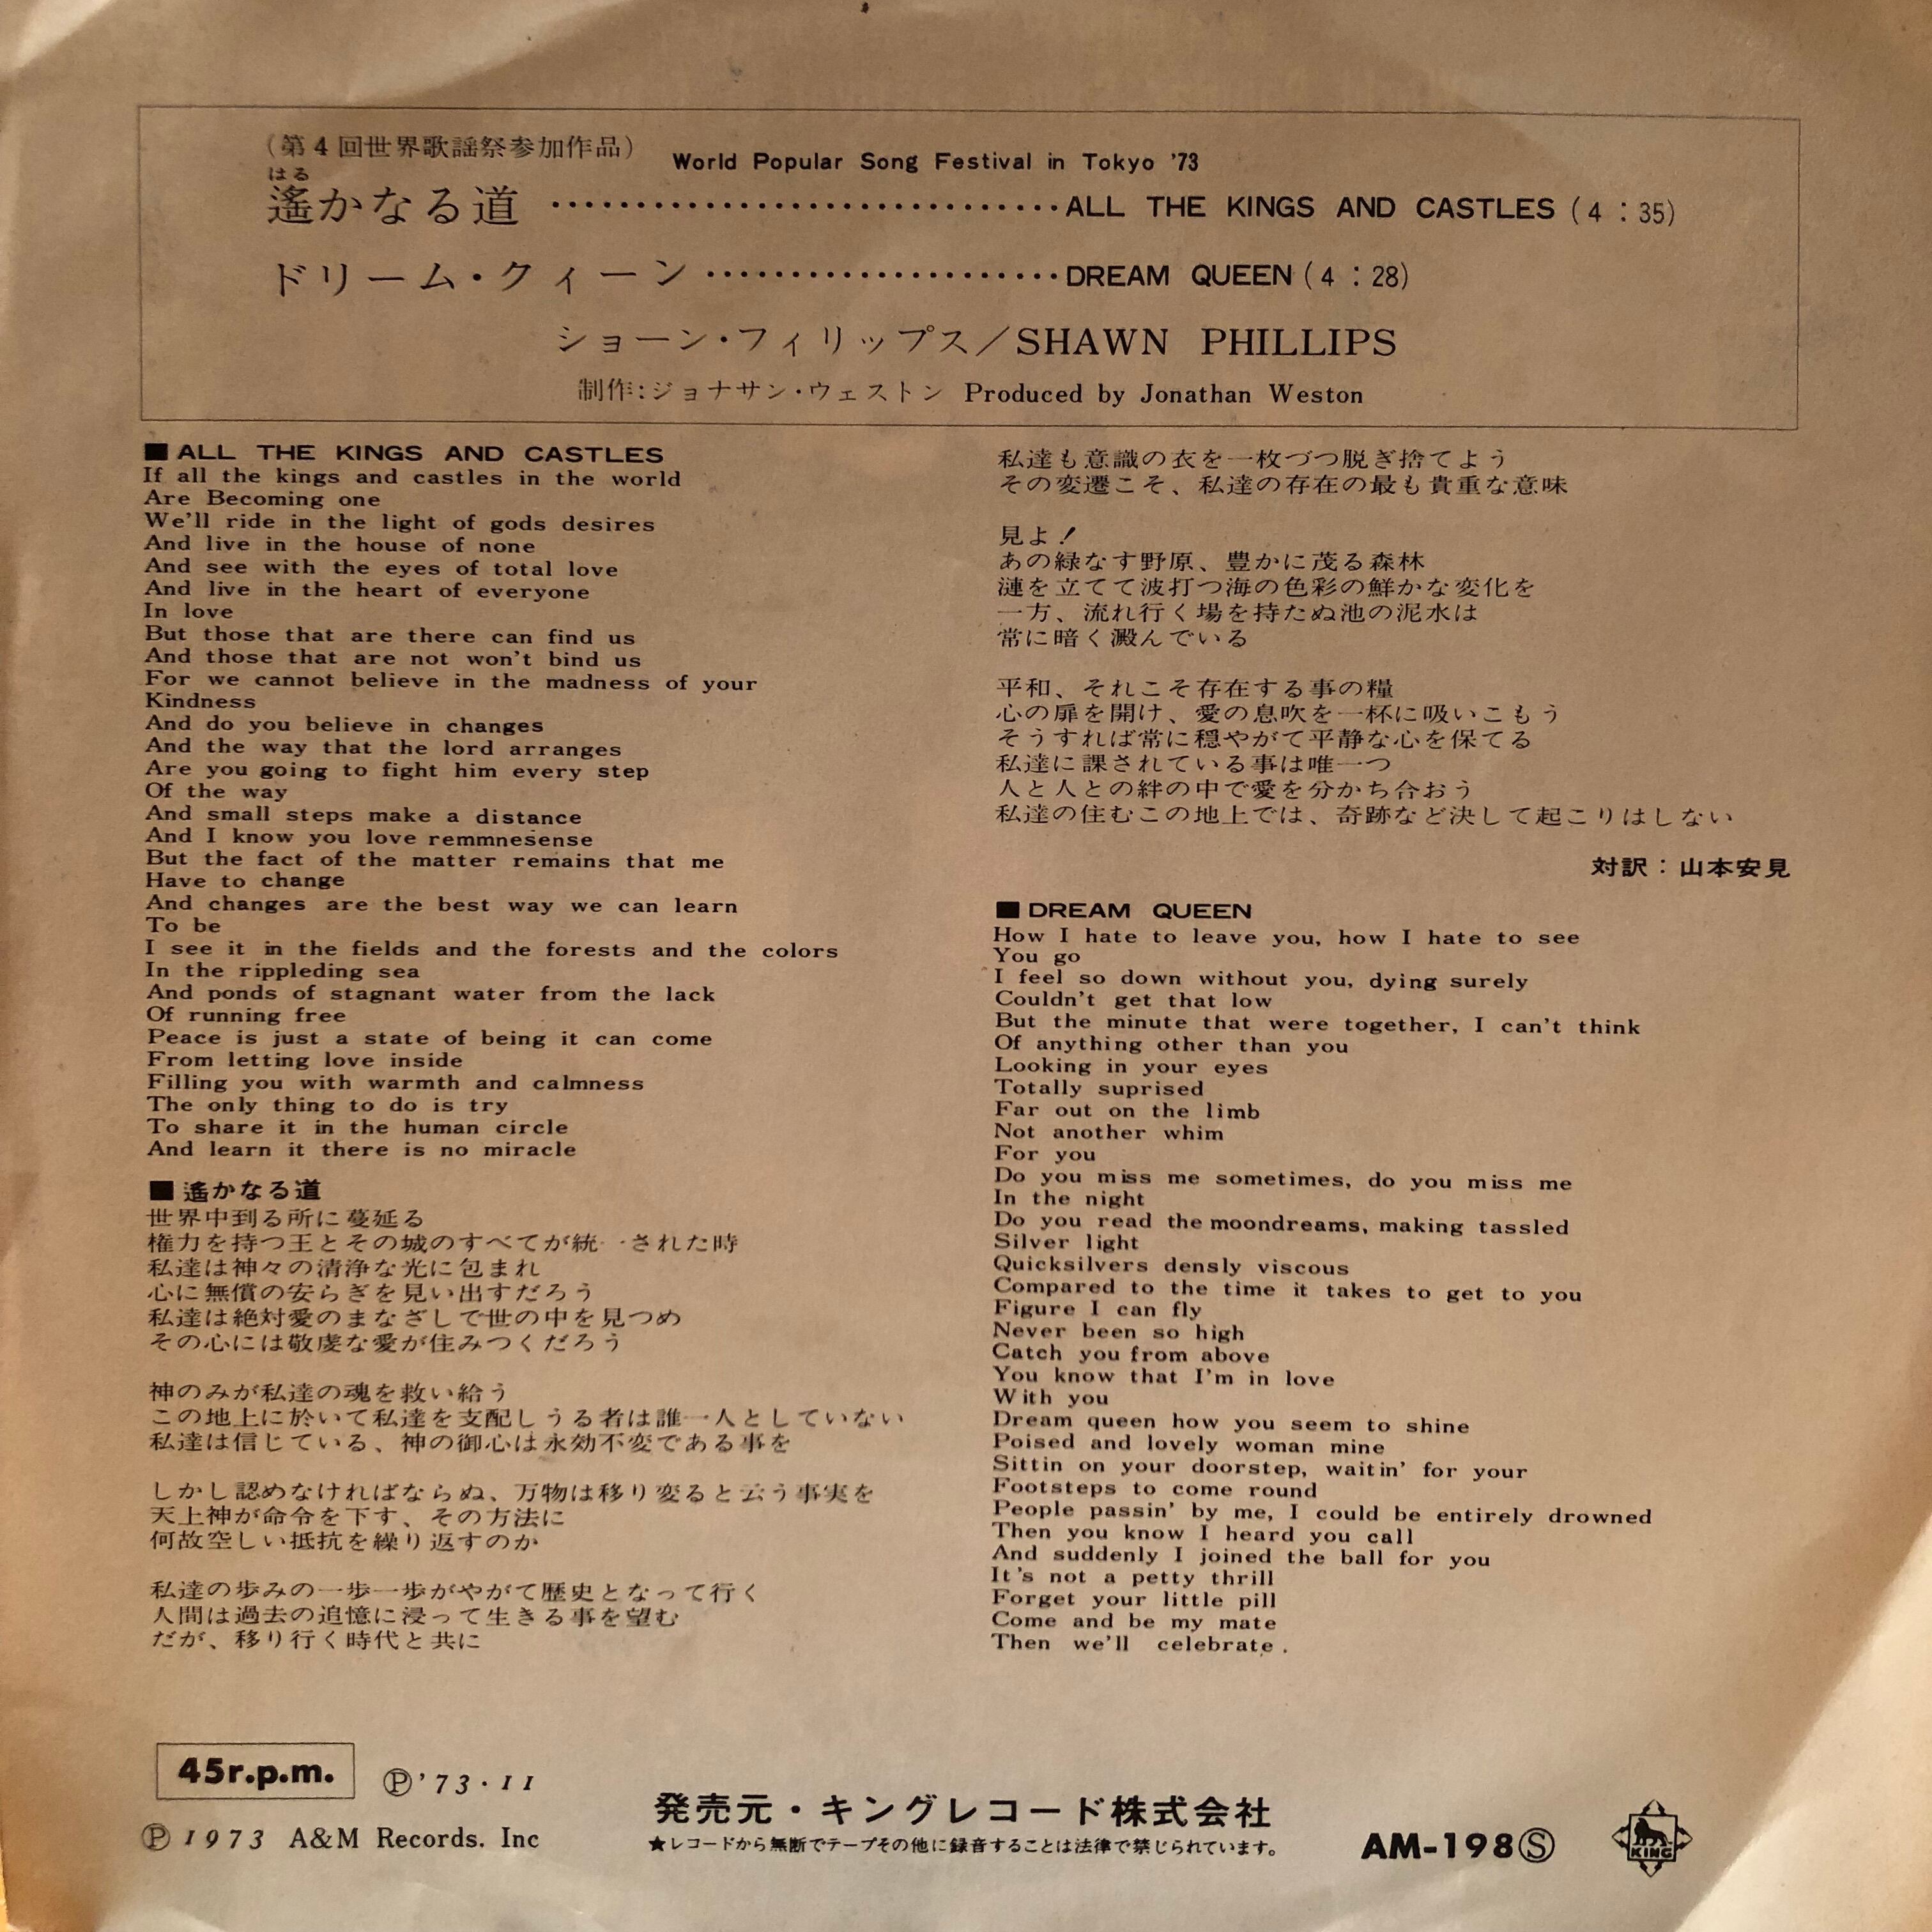 (第4回世界歌謡祭参加作品) World Popular Song Festival in Tokyo '73
はる
遙かなる道 ································ALL THE KINGS AND CASTLES (4:35)
ドリーム・クィーン ······················DREAM QUEEN (4:28)
ショーン・フィリップス／SHAWN PHILLIPS
制作:ジョナサン・ウェストン Produced by Jonathan Weston
■ALL THE KINGS AND CASTLES
If all the kings and castles in the world
Are Becoming one
We'll ride in the light of gods desires
And live in the house of none
And see with the eyes of total love
And live in the heart of everyone
In love
But those that are there can find us
And those that are not won't bind us
For we cannot believe in the madness of your
Kindness
And do you believe in changes
And the way that the lord arranges
Are you going to fight him every step
Of the way
And small steps make a distance
And I know you love remmnesense
But the fact of the matter remains that me
Have to change
And changes are the best way we can learn
To be
I see it in the fields and the forests and the colors
In the rippleding sea
And ponds of stagnant water from the lack
Of running free
Peace is just a state of being it can come
From letting love inside
Filling you with warmth and calmness
The only thing to do is try
To share it in the human circle
And learn it there is no miracle
■遙かなる道
世界中到る所に蔓延る
権力を持つ王とその城のすべてが統一された時
私達は神々の清浄な光に包まれ
心に無償の安らぎを見い出すだろう
私達は絶対愛のまなざしで世の中を見つめ
その心には敬虔な愛が住みつくだろう
神のみが私達の魂を救い給う
この地上に於いて私達を支配しうる者は誰一人としていない
私達は信じている、神の御心は永効不変である事を
しかし認めなければならぬ、万物は移り変ると云う事実を
天上神が命令を下す、その方法に
何故空しい抵抗を繰り返すのか
私達の歩みの一歩一歩がやがて歴史となって行く
人間は過去の追憶に浸って生きる事を望む
だが、移り行く時代と共に
私達も意識の衣を一枚づつ脱ぎ捨てよう
その変遷こそ、私達の存在の最も貴重な意味
見よ！
あの緑なす野原、豊かに茂る森林
漣を立てて波打つ海の色彩の鮮かな変化を
一方、流れ行く場を持たぬ池の泥水は
常に暗く澱んでいる
平和、それこそ存在する事の糧
心の扉を開け、愛の息吹を一杯に吸いこもう
そうすれば常に穏やがて平静な心を保てる
私達に課されている事は唯一つ
人と人との絆の中で愛を分かち合おう
私達の住むこの地上では、奇跡など決して起こりはしない
対訳：山本安見
■DREAM QUEEN
How I hate to leave you, how I hate to see
You go
I feel so down without you, dying surely
Couldn't get that low
But the minute that were together, I can't think
Of anything other than you
Looking in your eyes
Totally suprised
Far out on the limb
Not another whim
For you
Do you miss me sometimes, do you miss me
In the night
Do you read the moondreams, making tassled
Silver light
Quicksilvers densly viscous
Compared to the time it takes to get to you
Figure I can fly
Never been so high
Catch you from above
You know that I'm in love
With you
Dream queen how you seem to shine
Poised and lovely woman mine
Sittin on your doorstep, waitin' for your
Footsteps to come round
People passin' by me, I could be entirely drowned
Then you know I heard you call
And suddenly I joined the ball for you
It's not a petty thrill
Forget your little pill
Come and be my mate
Then we'll celebrate.
45r.p.m. Ⓟ'73・11
Ⓟ1973 A&M Records. Inc
発売元・キングレコード株式会社
★レコードから無断でテープその他に録音することは法律で禁じられています。
AM-198Ⓢ
KING